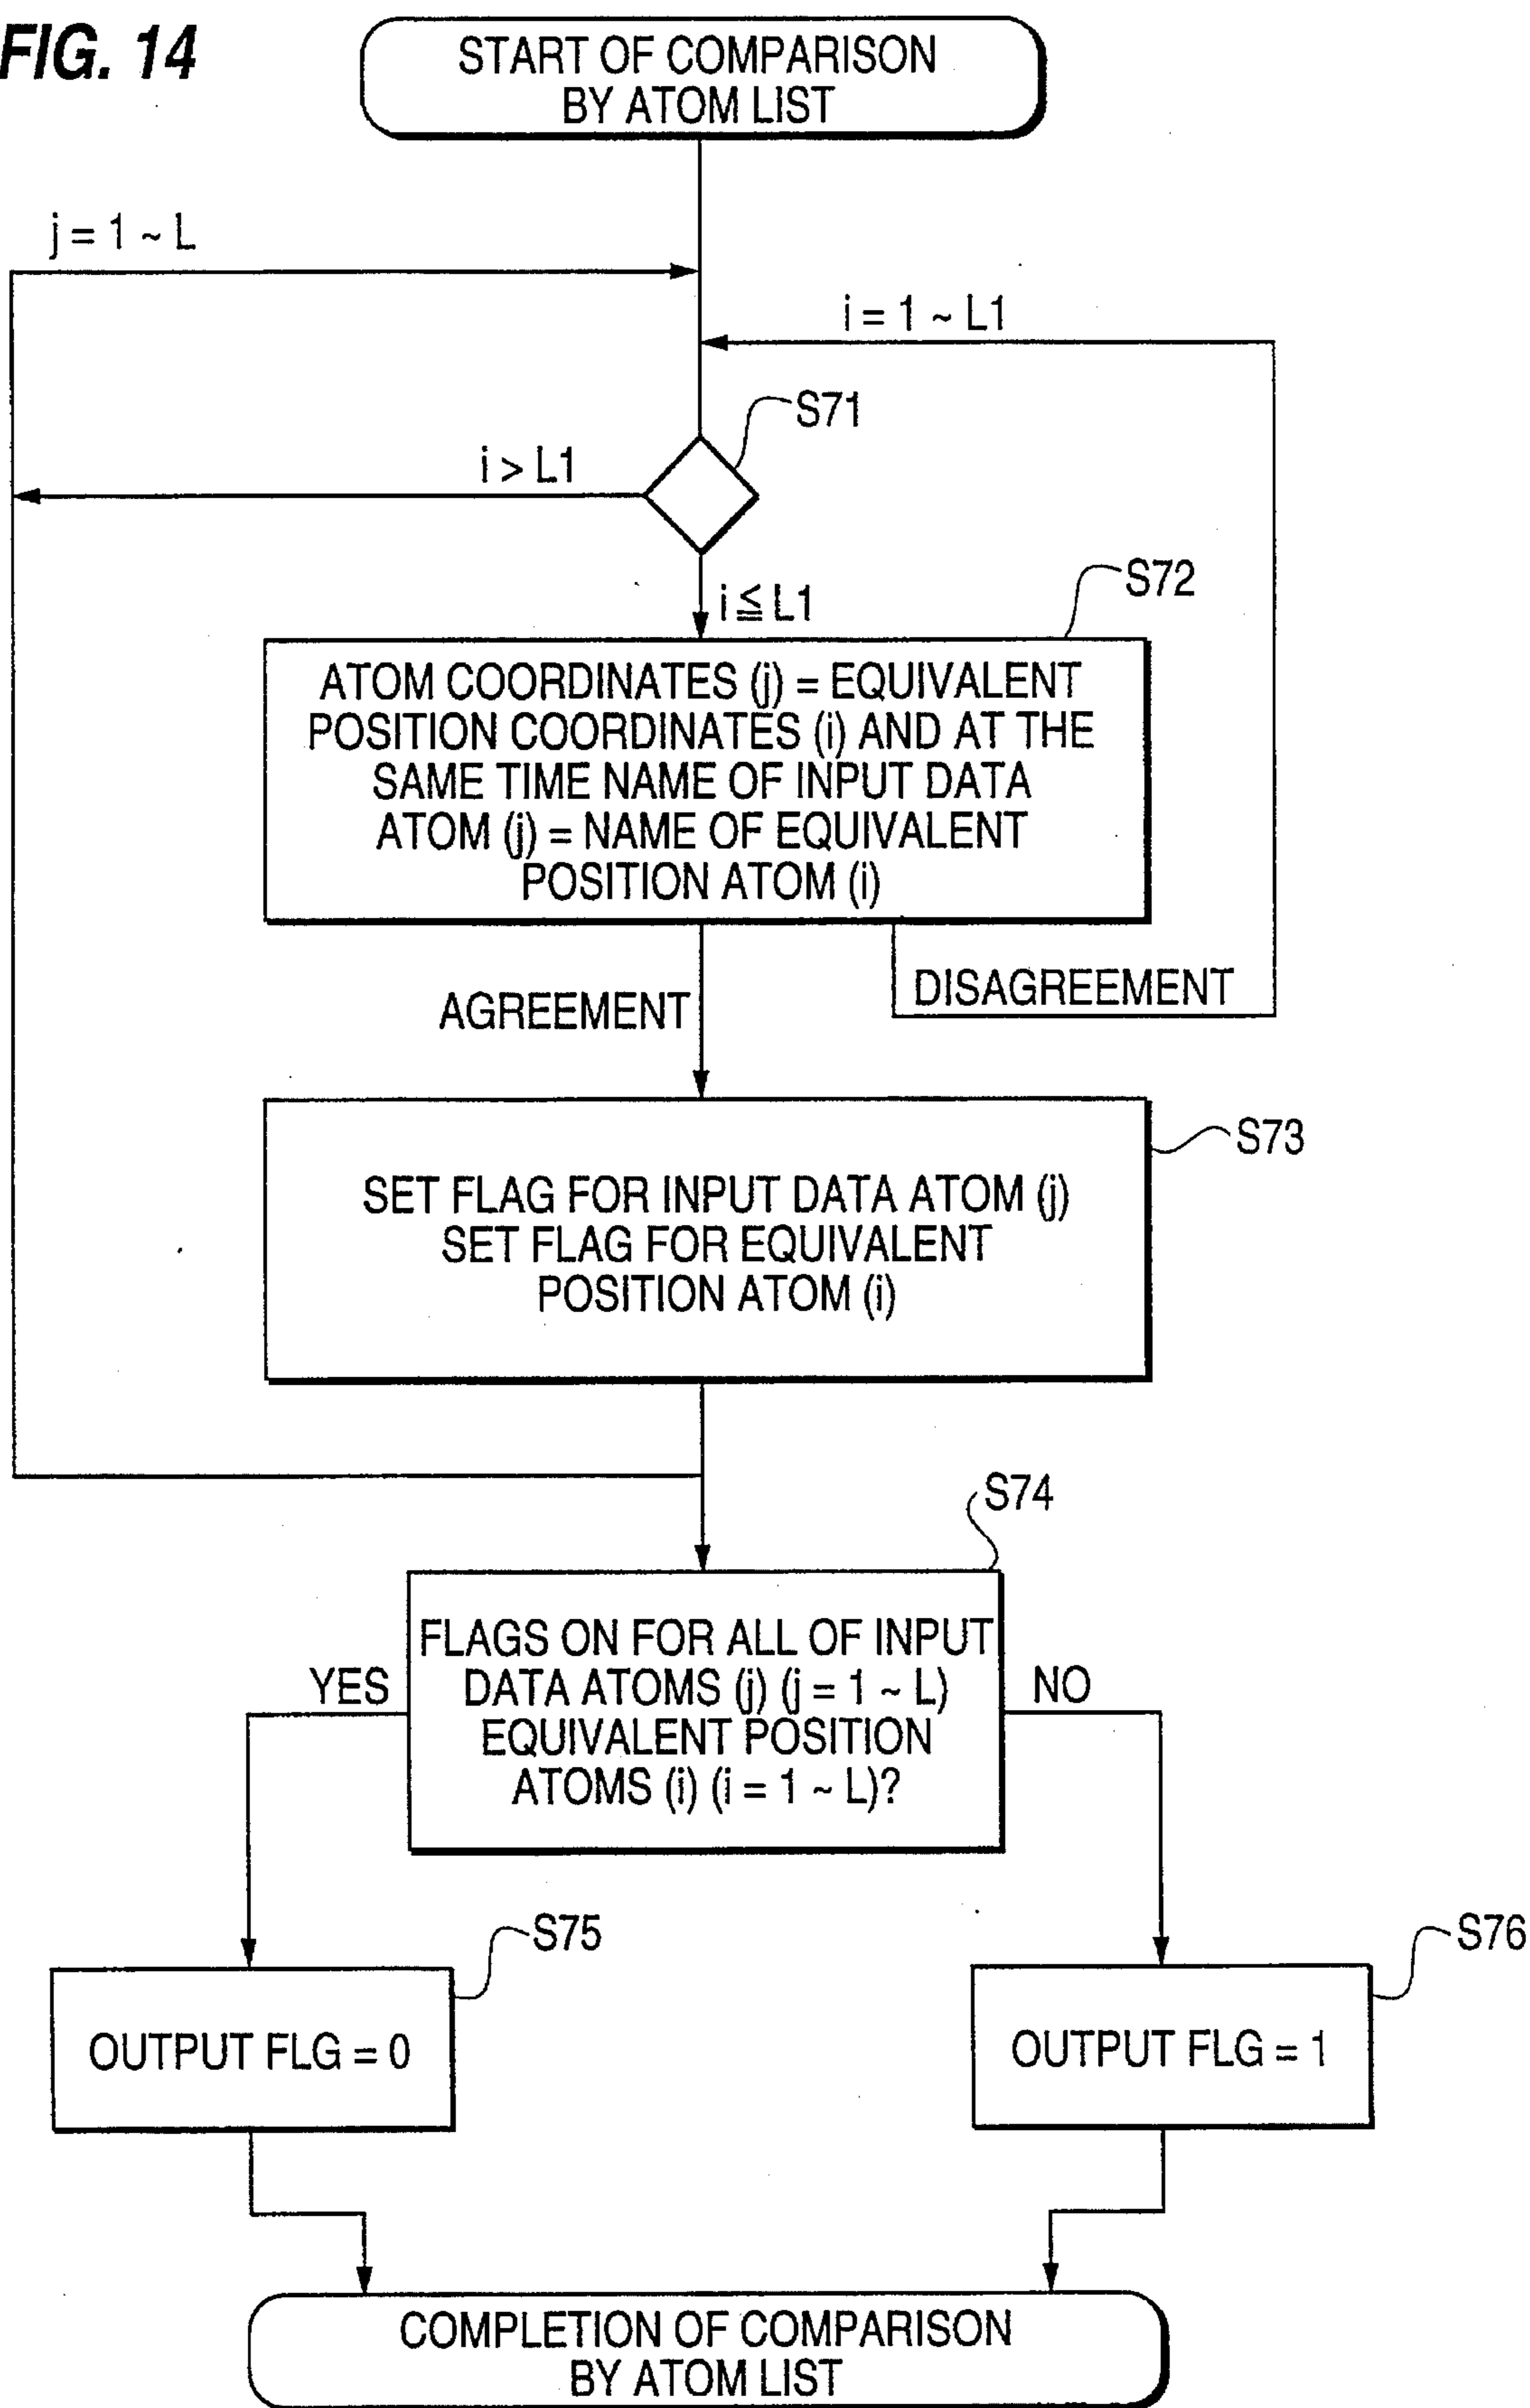 FIG. 14
START OF COMPARISON
BY ATOM LIST
j = 1 ~ L
i = 1 ~ L1
S71
i > L1
i ≦ L1
S72
ATOM COORDINATES (j) = EQUIVALENT
POSITION COORDINATES (i) AND AT THE
SAME TIME NAME OF INPUT DATA
ATOM (j) = NAME OF EQUIVALENT
POSITION ATOM (i)
DISAGREEMENT
AGREEMENT
S73
SET FLAG FOR INPUT DATA ATOM (j)
SET FLAG FOR EQUIVALENT
POSITION ATOM (i)
S74
FLAGS ON FOR ALL OF INPUT
DATA ATOMS (j) (j = 1 ~ L)
EQUIVALENT POSITION
ATOMS (i) (i = 1 ~ L)?
YES
NO
S75
S76
OUTPUT FLG = 0
OUTPUT FLG = 1
COMPLETION OF COMPARISON
BY ATOM LIST